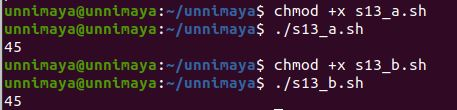 unnimaya@unnimaya:~/unnimaya$ chmod +x s13_a.sh
unnimaya@unnimaya:~/unnimaya$ ./s13_a.sh
45
unnimaya@unnimaya:~/unnimaya$ chmod +x s13_b.sh
unnimaya@unnimaya:~/unnimaya$ ./s13_b.sh
45